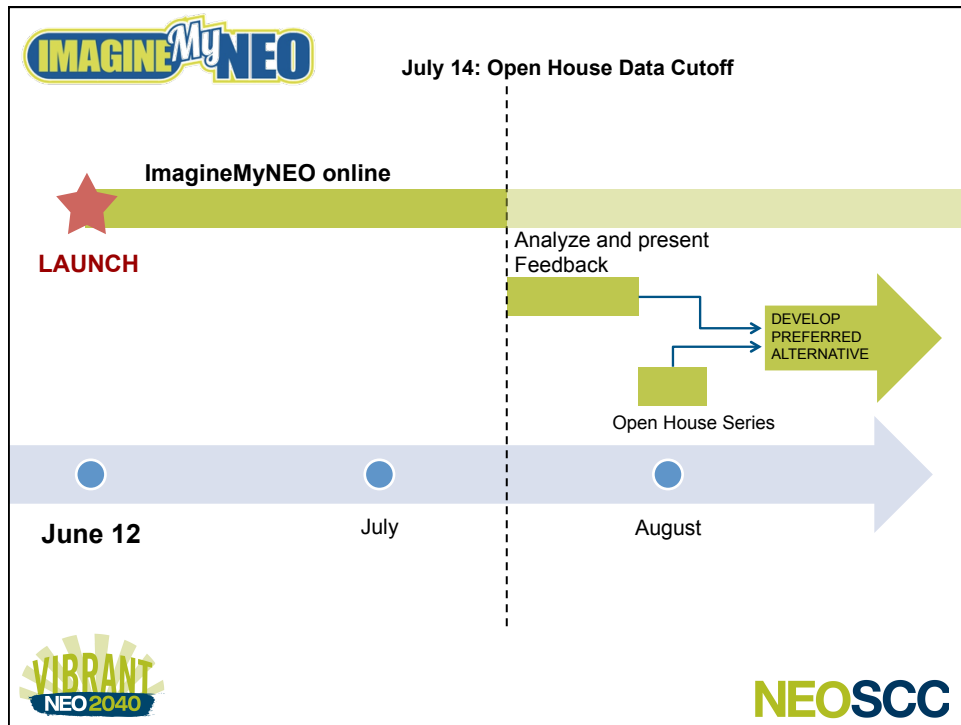 IMAGINE My NEO
July 14: Open House Data Cutoff
ImagineMyNEO online
LAUNCH
Analyze and present
Feedback
DEVELOP
PREFERRED
ALTERNATIVE
Open House Series
June 12
July
August
VIBRANT
NEO 2040
NEOSCC